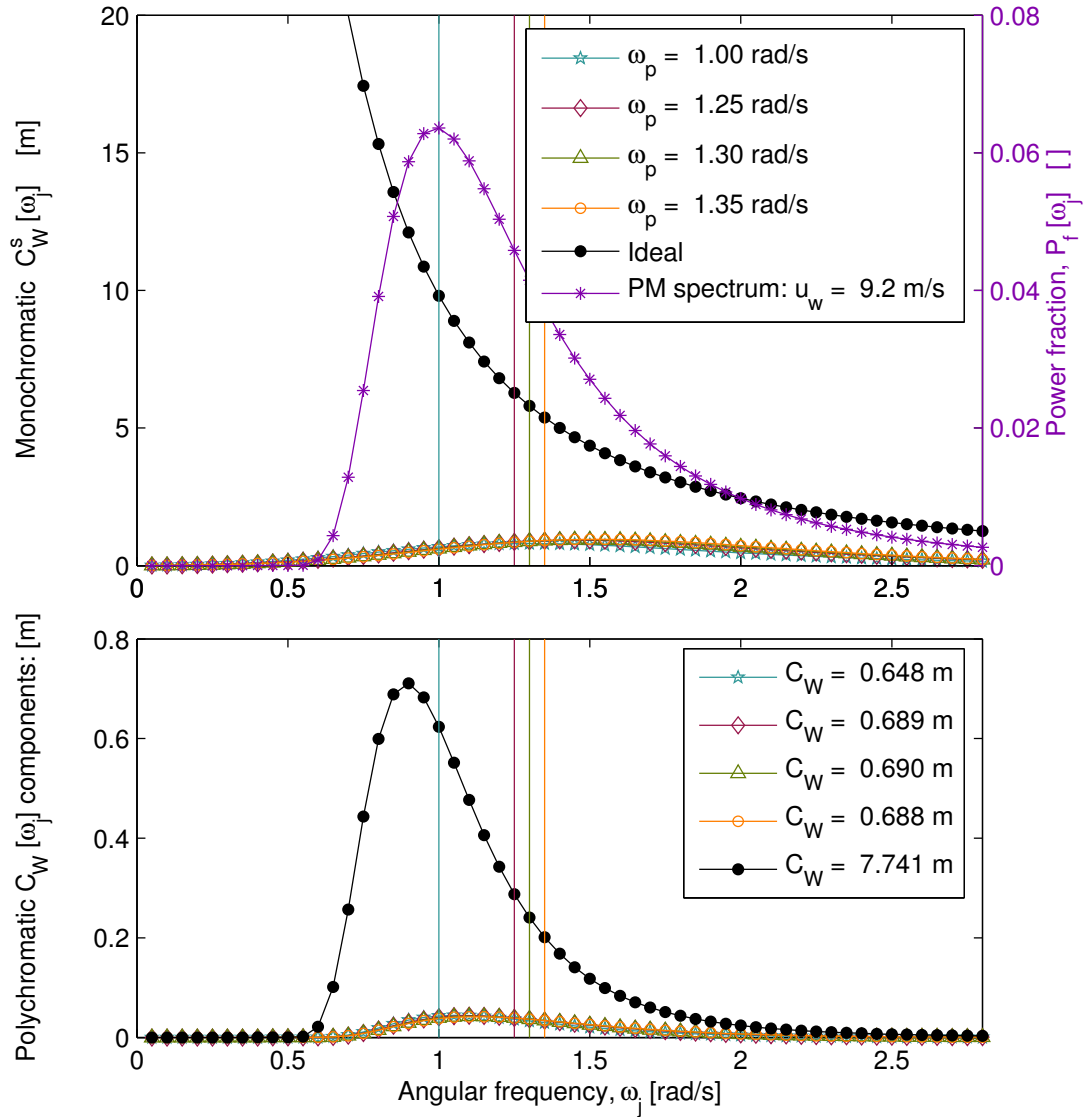 20
15
10
5
0
0.08
0.06
0.04
0.02
0
Monochromatic C_W^s [ω_j] [m]
Power fraction, P_f [ω_j] [ ]
ω_p = 1.00 rad/s
ω_p = 1.25 rad/s
ω_p = 1.30 rad/s
ω_p = 1.35 rad/s
Ideal
PM spectrum: u_w = 9.2 m/s
0 0.5 1 1.5 2 2.5
0.8
0.6
0.4
0.2
0
Polychromatic C_W [ω_j] components: [m]
C_W = 0.648 m
C_W = 0.689 m
C_W = 0.690 m
C_W = 0.688 m
C_W = 7.741 m
0 0.5 1 1.5 2 2.5
Angular frequency, ω_j [rad/s]